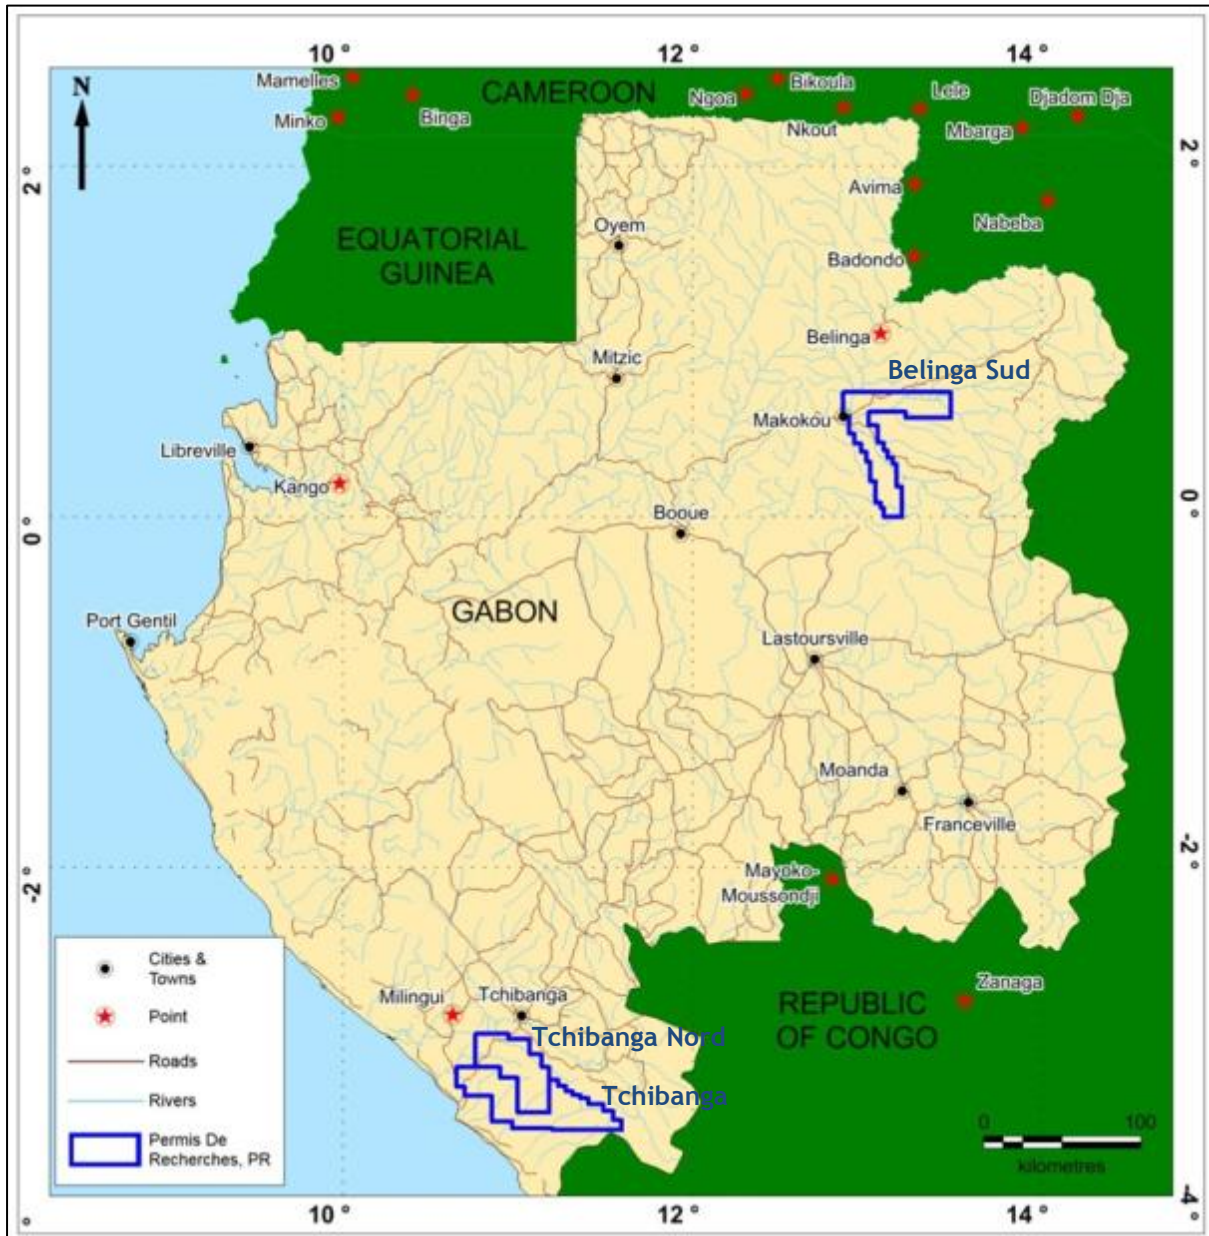 10 °
12 °
14 °
N
Mamelles
Minko
Binga
CAMEROON
Ngoa
Bikoula
Nkout
Lele
Mbarga
Djadom Dja
2°
2°
Avima
Nabeba
Oyem
EQUATORIAL
GUINEA
Badondo
Belinga
Mitzic
Belinga Sud
Makokou
Libreville
Kango
0°
0°
Booue
GABON
Port Gentil
Lastoursville
Moanda
Franceville
-2°
-2°
Mayoko-
Moussondji
Cities &
Towns
Point
Roads
Rivers
Permis De
Recherches, PR
Milingui
Tchibanga
Tchibanga Nord
Tchibanga
REPUBLIC
OF CONGO
Zanaga
0
100
kilometres
-4°
10 °
12 °
14 °